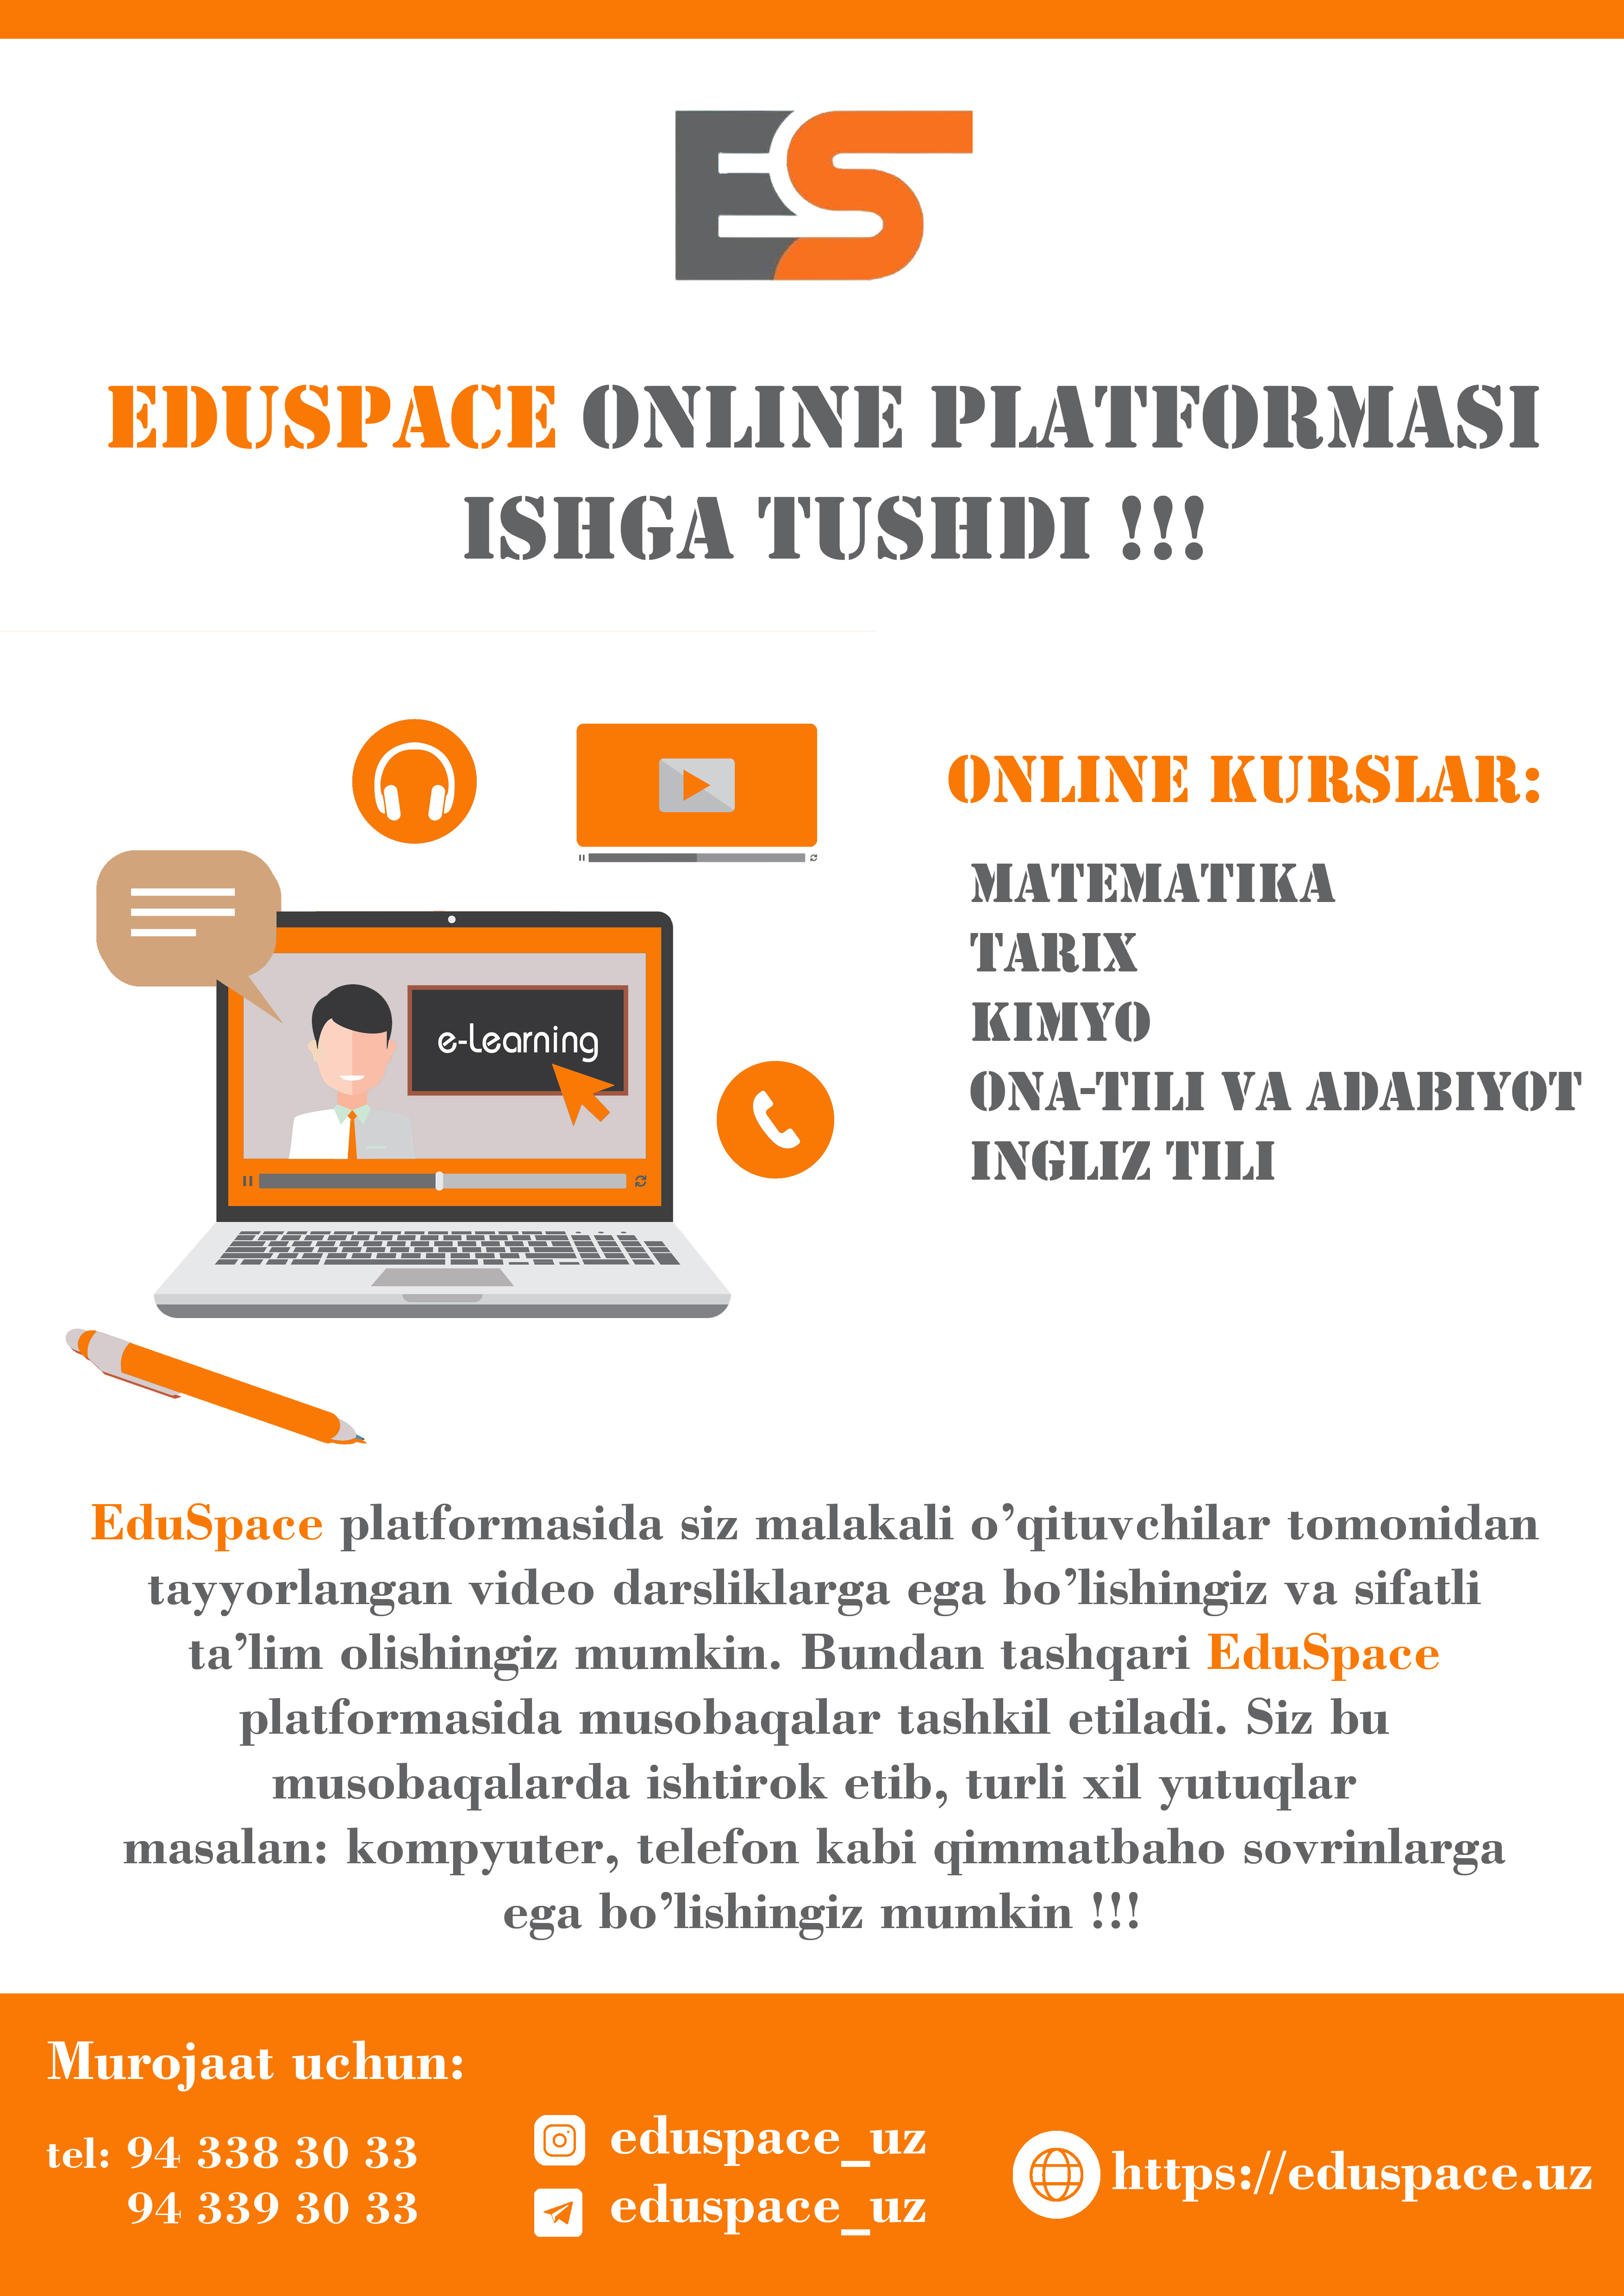 ES
EDUSPACE ONLINE PLATFORMASI
ISHGA TUSHDI !!!
ONLINE KURSLAR:
MATEMATIKA
TARIX
KIMYO
ONA-TILI VA ADABIYOT
INGLIZ TILI
e-Learning
EduSpace platformasida siz malakali o’qituvchilar tomonidan
tayyorlangan video darsliklarga ega bo’lishingiz va sifatli
ta’lim olishingiz mumkin. Bundan tashqari EduSpace
platformasida musobaqalar tashkil etiladi. Siz bu
musobaqalarda ishtirok etib, turli xil yutuqlar
masalan: kompyuter, telefon kabi qimmatbaho sovrinlarga
ega bo’lishingiz mumkin !!!
Murojaat uchun:
tel: 94 338 30 33
94 339 30 33
eduspace_uz
eduspace_uz
https://eduspace.uz